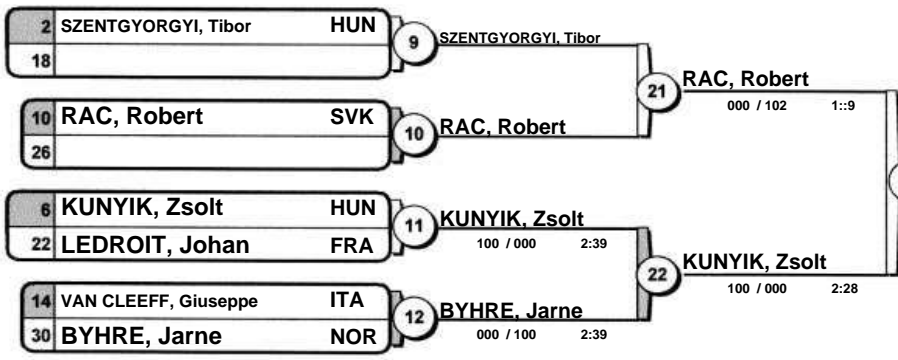 2 SZENTGYORGYI, Tibor HUN
18
9 SZENTGYORGYI, Tibor
10 RAC, Robert SVK
26
10 RAC, Robert
21 RAC, Robert
000 / 102 1::9
6 KUNYIK, Zsolt HUN
22 LEDROIT, Johan FRA
11 KUNYIK, Zsolt
100 / 000 2:39
14 VAN CLEEFF, Giuseppe ITA
30 BYHRE, Jarne NOR
12 BYHRE, Jarne
000 / 100 2:39
22 KUNYIK, Zsolt
100 / 000 2:28